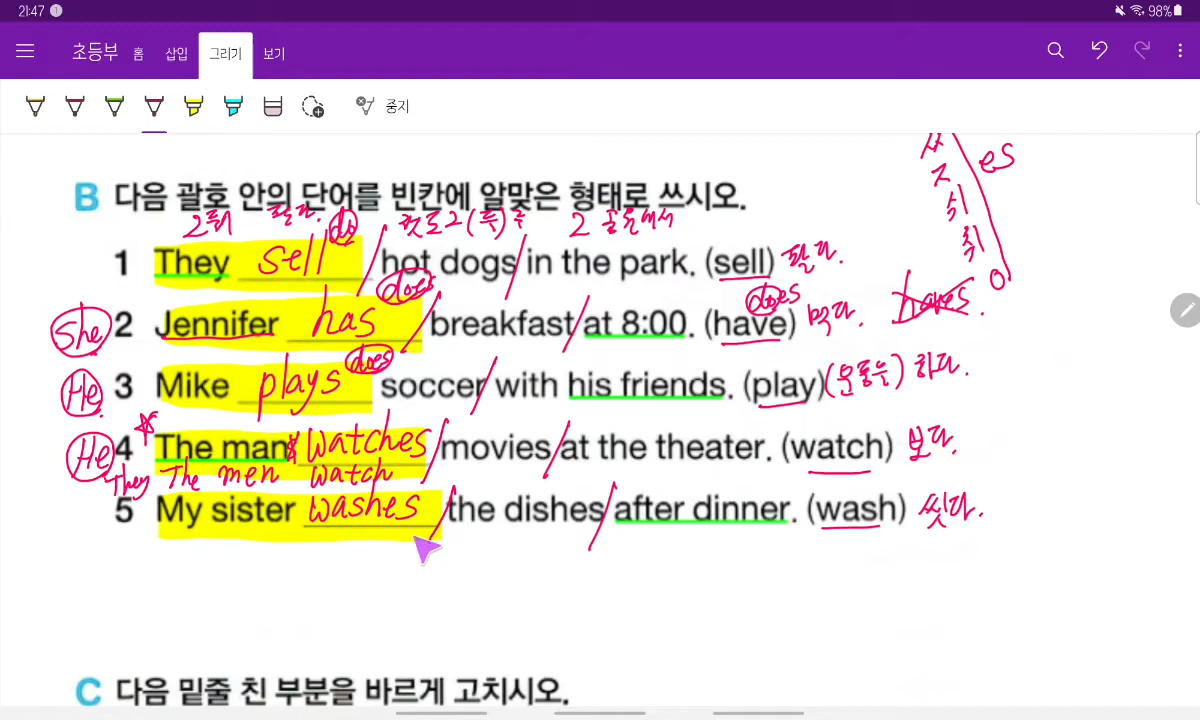 21:47 98%
초등부 홈 삽입 그리기 보기
중지
ㅆ
ㅈ
쉬
취
o
es
B 다음 괄호 안의 단어를 빈칸에 알맞은 형태로 쓰시오.
팔다. do
1 They sell / hot dogs / in the park. (sell) 팔다.
does does haves.
She 2 Jennifer has / breakfast / at 8:00. (have) 먹다.
does
He 3 Mike plays soccer / with his friends. (play) (운동을) 하다.
He 4 The man watches / movies / at the theater. (watch) 보다.
They The men watch
5 My sister washes / the dishes / after dinner. (wash) 씻다.
C 다음 밑줄 친 부분을 바르게 고치시오.